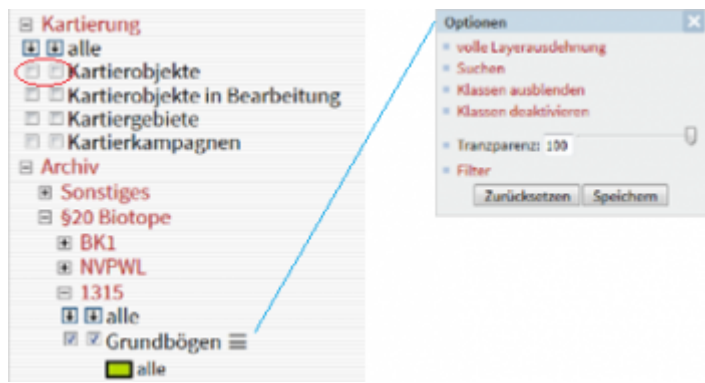 Kartierung
alle
Kartierobjekte
Kartierobjekte in Bearbeitung
Kartiergebiete
Kartierkampagnen
Archiv
Sonstiges
§20 Biotope
BK1
NVPWL
1315
alle
Grundbögen
alle
Optionen
volle Layerausdehnung
Suchen
Klassen ausblenden
Klassen deaktivieren
Tranzparenz: 100
Filter
Zurücksetzen Speichern